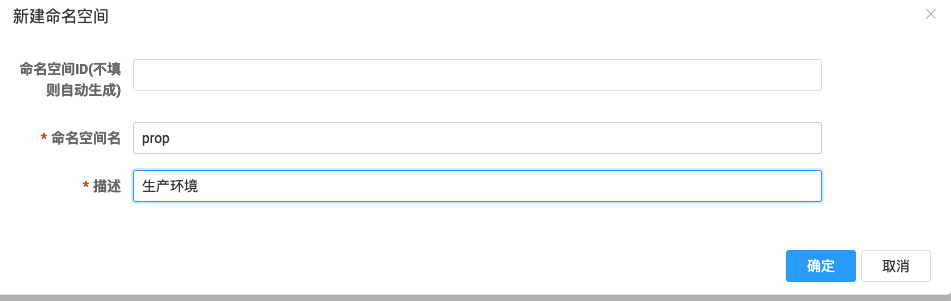 新建命名空间
命名空间ID(不填
则自动生成)
* 命名空间名
prop
* 描述
生产环境
确定
取消